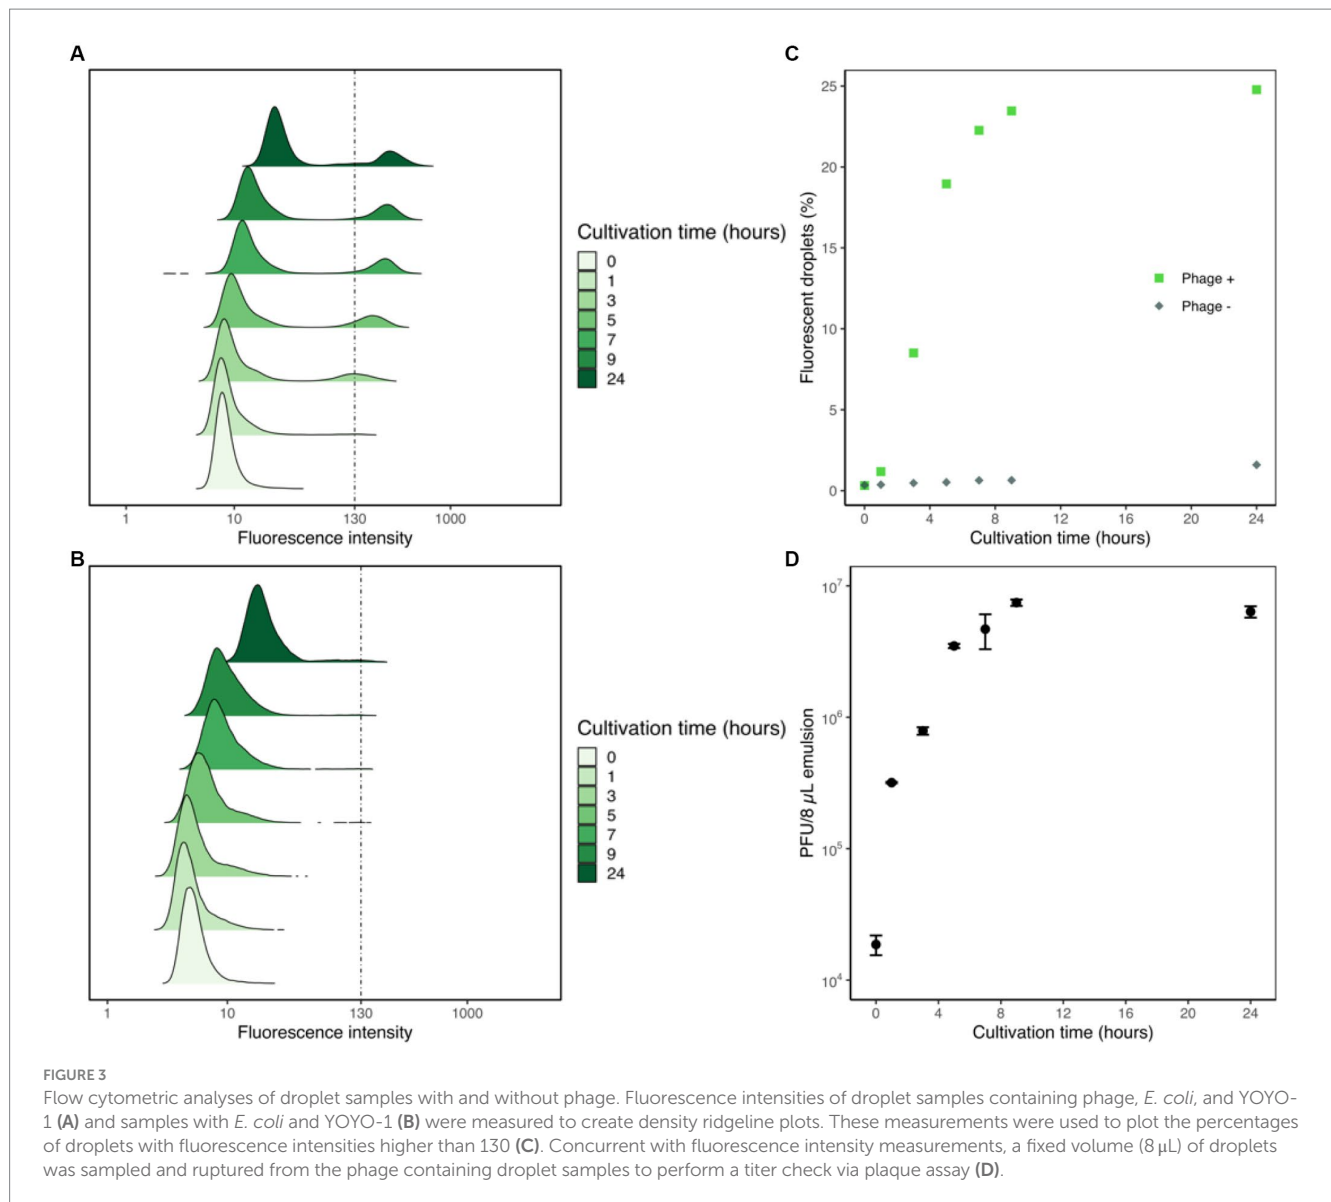 A
1
10
130
1000
Fluorescence intensity
Cultivation time (hours)
0
1
3
5
7
9
24
B
1
10
130
1000
Fluorescence intensity
Cultivation time (hours)
0
1
3
5
7
9
24
C
Fluorescent droplets (%)
25
20
15
10
5
0
Phage +
Phage -
0 4 8 12 16 20 24
Cultivation time (hours)
D
PFU/8 µL emulsion
10⁷
10⁶
10⁵
10⁴
0 4 8 12 16 20 24
Cultivation time (hours)
FIGURE 3
Flow cytometric analyses of droplet samples with and without phage. Fluorescence intensities of droplet samples containing phage, E. coli, and YOYO-
1 (A) and samples with E. coli and YOYO-1 (B) were measured to create density ridgeline plots. These measurements were used to plot the percentages
of droplets with fluorescence intensities higher than 130 (C). Concurrent with fluorescence intensity measurements, a fixed volume (8 µL) of droplets
was sampled and ruptured from the phage containing droplet samples to perform a titer check via plaque assay (D).